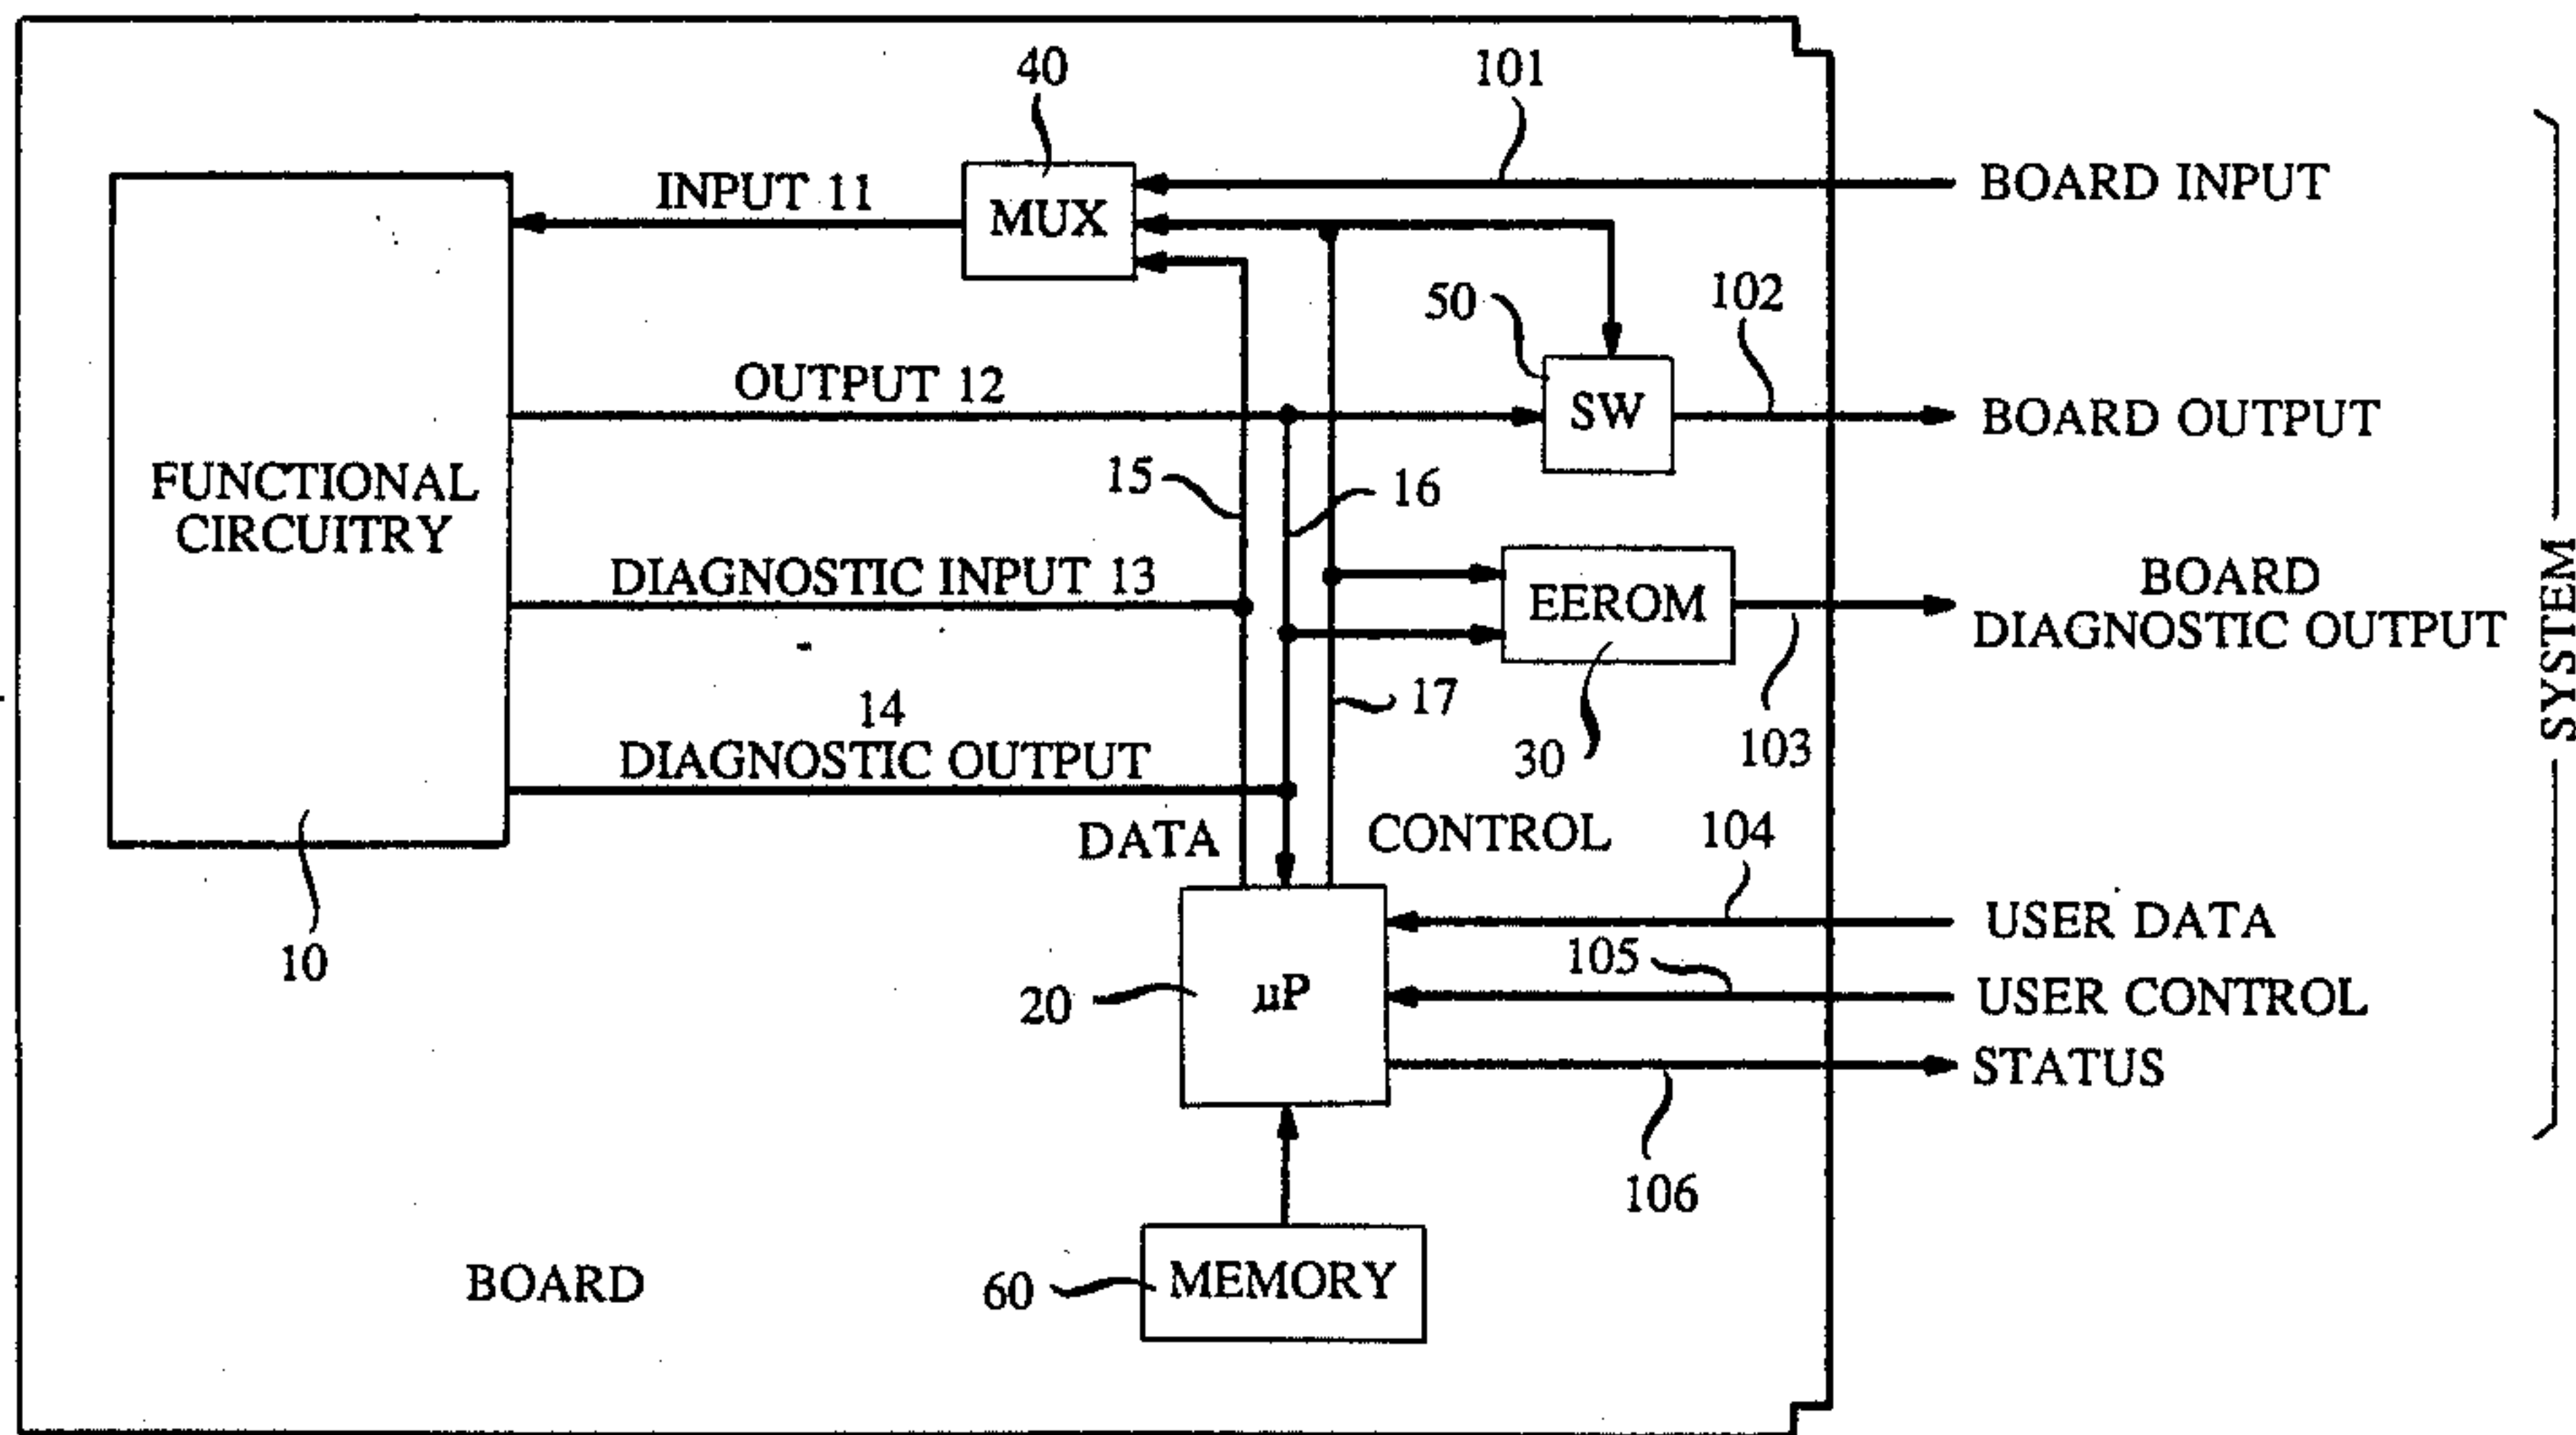 40
101
INPUT 11
MUX
BOARD INPUT
50
102
OUTPUT 12
SW
BOARD OUTPUT
FUNCTIONAL
CIRCUITRY
15
16
DIAGNOSTIC INPUT 13
EEROM
BOARD
DIAGNOSTIC OUTPUT
SYSTEM
14
DIAGNOSTIC OUTPUT
17
30
103
DATA
CONTROL
104
10
20
µP
USER DATA
105
USER CONTROL
STATUS
106
60
MEMORY
BOARD